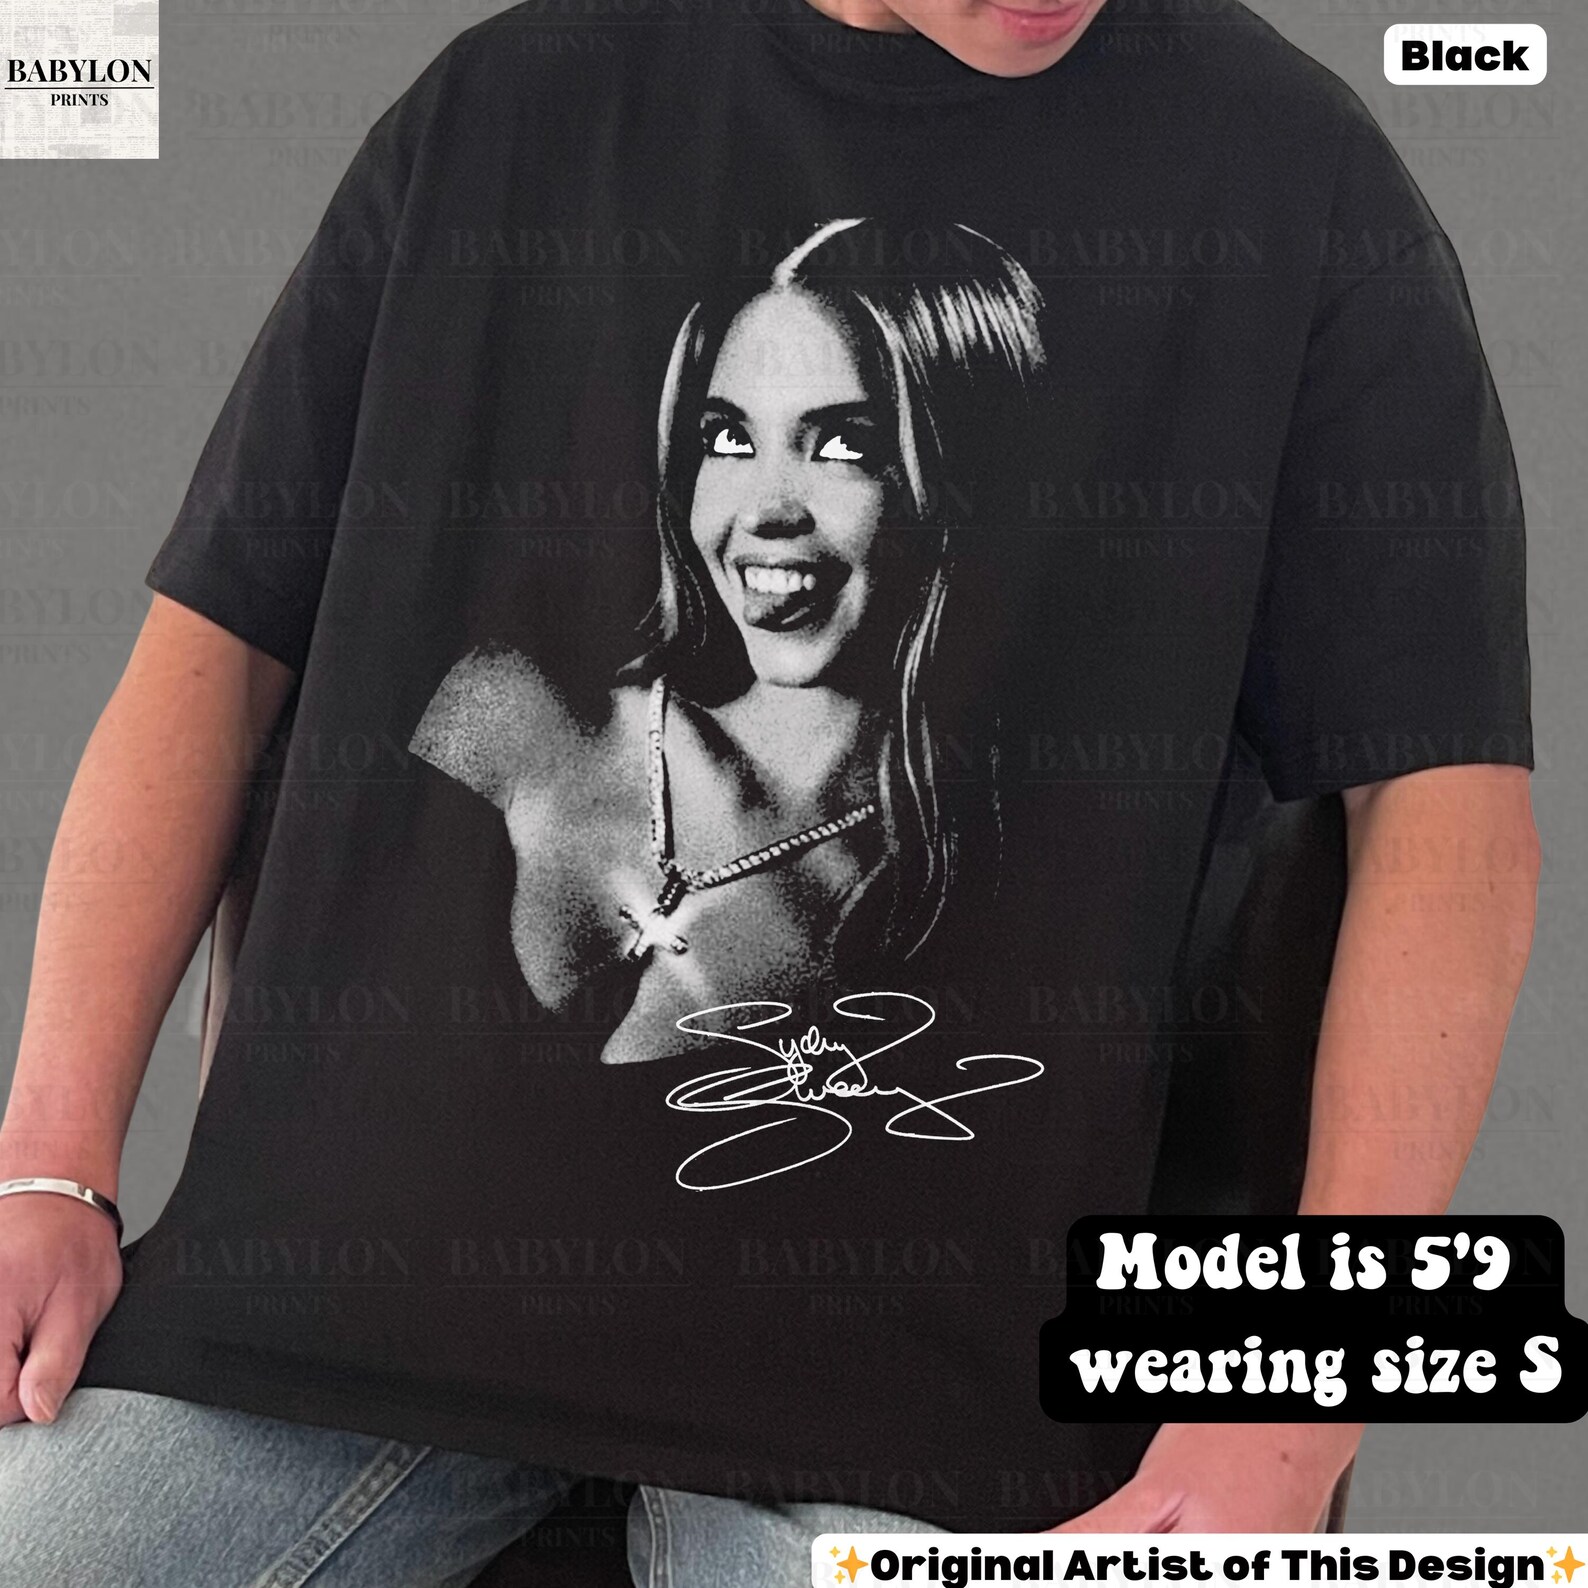 BABYLON
PRINTS
Black
Sydney
Sweeney
Model is 5'9
wearing size S
✨Original Artist of This Design✨